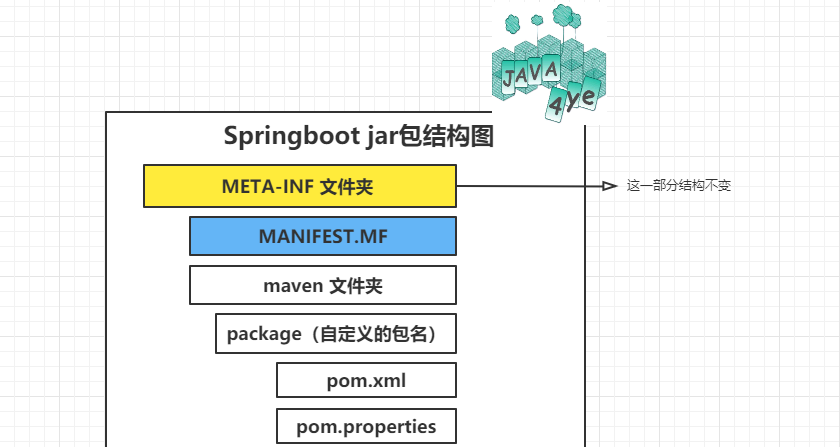 JAVA
4ye
Springboot jar包结构图
META-INF 文件夹
这一部分结构不变
MANIFEST.MF
maven 文件夹
package（自定义的包名）
pom.xml
pom.properties